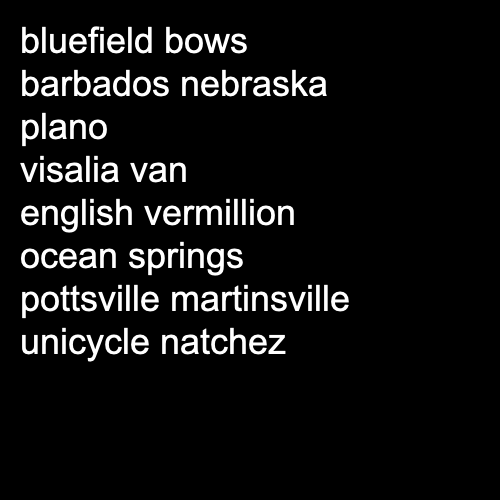 bluefield bows
barbados nebraska
plano
visalia van
english vermillion
ocean springs
pottsville martinsville
unicycle natchez